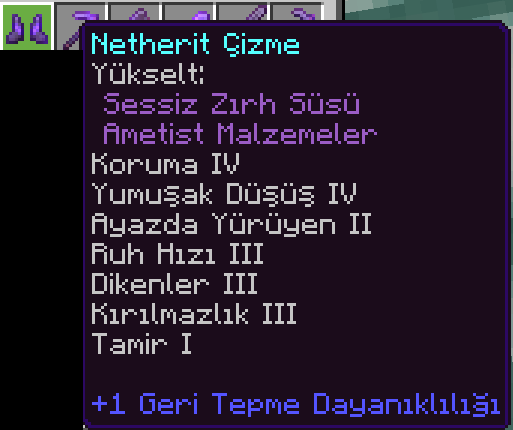 Netherit Çizme
Yükselt:
Sessiz Zırh Süsü
Ametist Malzemeler
Koruma IV
Yumuşak Düşüş IV
Ayazda Yürüyen II
Ruh Hızı III
Dikenler III
Kırılmazlık III
Tamir I
+1 Geri Tepme Dayanıklılığı